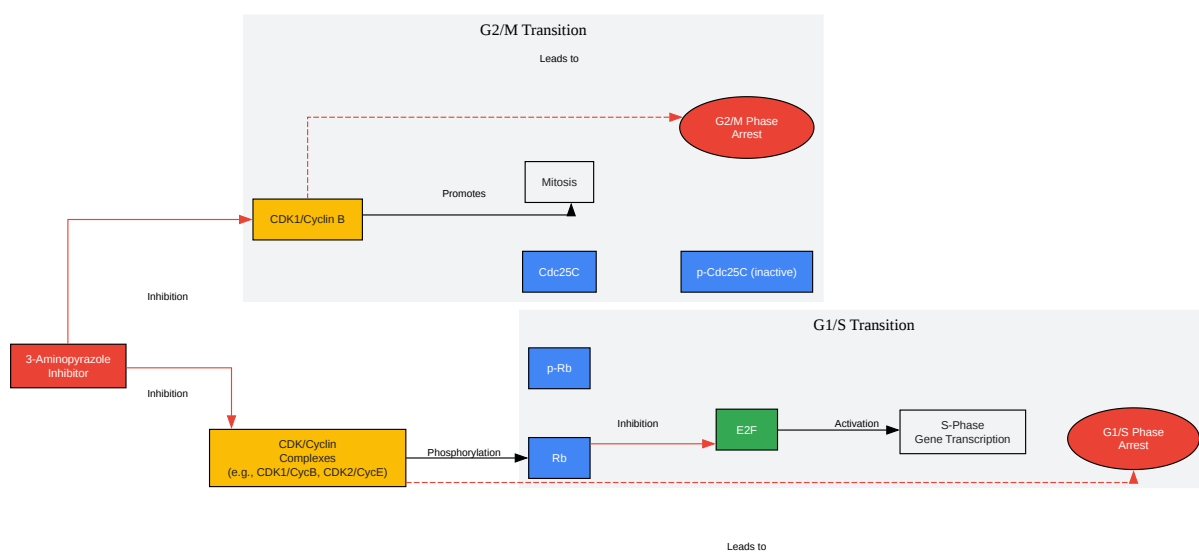 G2/M Transition
Leads to
G2/M Phase
Arrest
Mitosis
Promotes
CDK1/Cyclin B
Cdc25C
p-Cdc25C (inactive)
Inhibition
G1/S Transition
3-Aminopyrazole
Inhibitor
p-Rb
Inhibition
CDK/Cyclin
Complexes
(e.g., CDK1/CycB, CDK2/CycE)
Phosphorylation
Rb
Inhibition
E2F
Activation
S-Phase
Gene Transcription
G1/S Phase
Arrest
Leads to